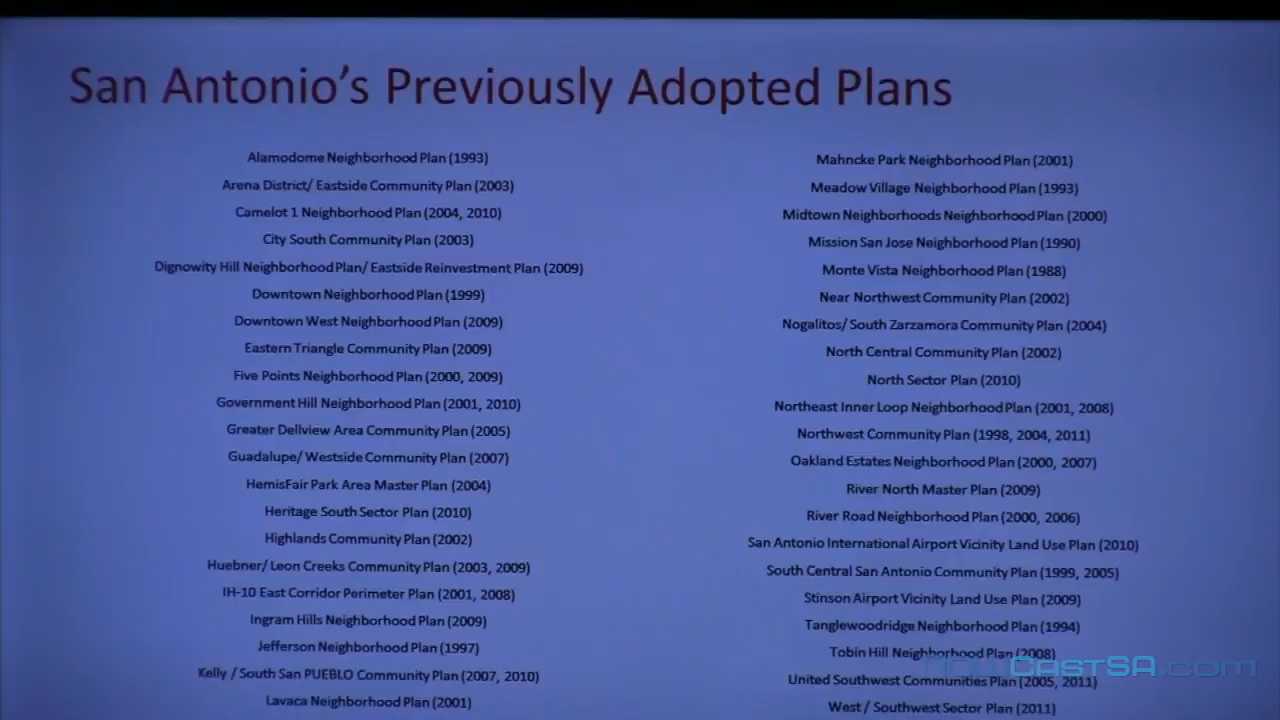 San Antonio's Previously Adopted Plans
Alamodome Neighborhood Plan (1993)
Arena District/ Eastside Community Plan (2003)
Camelot 1 Neighborhood Plan (2004, 2010)
City South Community Plan (2003)
Dignowity Hill Neighborhood Plan/ Eastside Reinvestment Plan (2009)
Downtown Neighborhood Plan (1999)
Downtown West Neighborhood Plan (2009)
Eastern Triangle Community Plan (2009)
Five Points Neighborhood Plan (2000, 2009)
Government Hill Neighborhood Plan (2001, 2010)
Greater Dellview Area Community Plan (2005)
Guadalupe/ Westside Community Plan (2007)
HemisFair Park Area Master Plan (2004)
Heritage South Sector Plan (2010)
Highlands Community Plan (2002)
Huebner/ Leon Creeks Community Plan (2003, 2009)
IH-10 East Corridor Perimeter Plan (2001, 2008)
Ingram Hills Neighborhood Plan (2009)
Jefferson Neighborhood Plan (1997)
Kelly / South San PUEBLO Community Plan (2007, 2010)
Lavaca Neighborhood Plan (2001)
Mahncke Park Neighborhood Plan (2001)
Meadow Village Neighborhood Plan (1993)
Midtown Neighborhoods Neighborhood Plan (2000)
Mission San Jose Neighborhood Plan (1990)
Monte Vista Neighborhood Plan (1988)
Near Northwest Community Plan (2002)
Nogalitos/ South Zarzamora Community Plan (2004)
North Central Community Plan (2002)
North Sector Plan (2010)
Northeast Inner Loop Neighborhood Plan (2001, 2008)
Northwest Community Plan (1998, 2004, 2011)
Oakland Estates Neighborhood Plan (2000, 2007)
River North Master Plan (2009)
River Road Neighborhood Plan (2000, 2006)
San Antonio International Airport Vicinity Land Use Plan (2010)
South Central San Antonio Community Plan (1999, 2005)
Stinson Airport Vicinity Land Use Plan (2009)
Tanglewoodridge Neighborhood Plan (1994)
Tobin Hill Neighborhood Plan (2008)
United Southwest Communities Plan (2005, 2011)
West / Southwest Sector Plan (2011)
nowCastSA.com